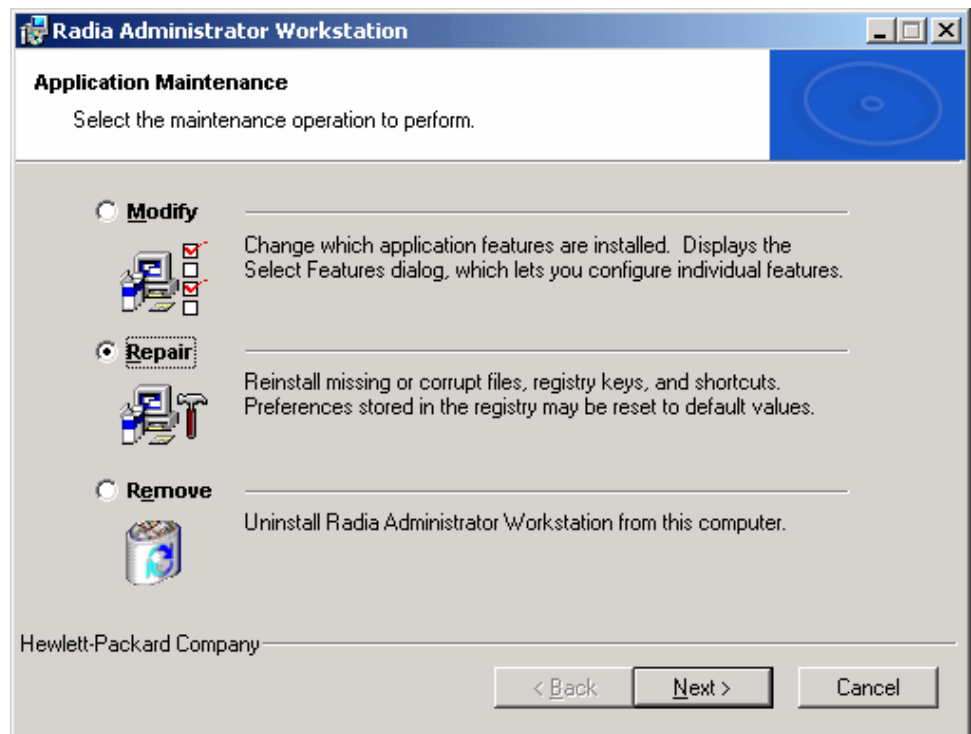 Radia Administrator Workstation
Application Maintenance
Select the maintenance operation to perform.
Modify
Change which application features are installed. Displays the
Select Features dialog, which lets you configure individual features.
Repair
Reinstall missing or corrupt files, registry keys, and shortcuts.
Preferences stored in the registry may be reset to default values.
Remove
Uninstall Radia Administrator Workstation from this computer.
Hewlett-Packard Company
< Back Next > Cancel